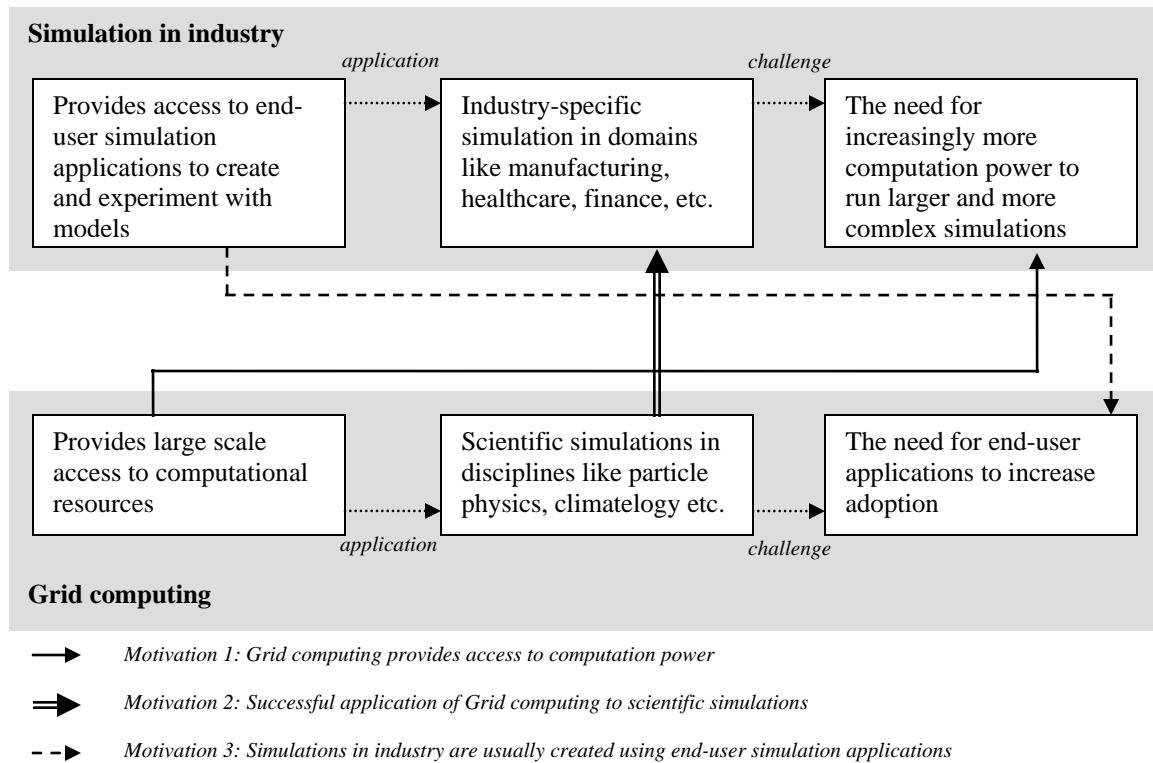 Simulation in industry
application
challenge
Provides access to end-
user simulation
applications to create
and experiment with
models
Industry-specific
simulation in domains
like manufacturing,
healthcare, finance, etc.
The need for
increasingly more
computation power to
run larger and more
complex simulations
Provides large scale
access to computational
resources
Scientific simulations in
disciplines like particle
physics, climatelogy etc.
The need for end-user
applications to increase
adoption
application
challenge
Grid computing
Motivation 1: Grid computing provides access to computation power
Motivation 2: Successful application of Grid computing to scientific simulations
Motivation 3: Simulations in industry are usually created using end-user simulation applications